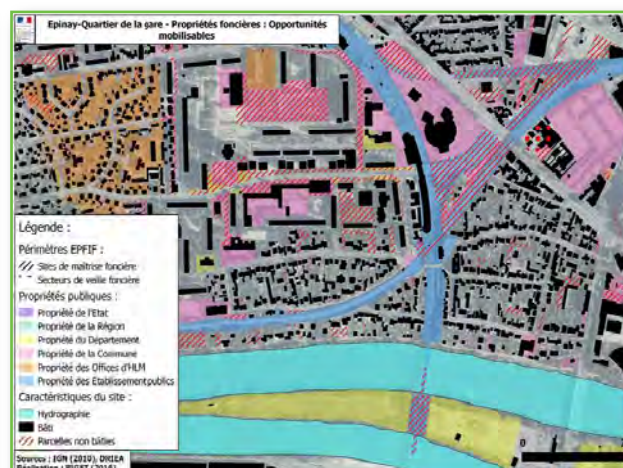 Epinay-Quartier de la gare - Propriétés foncières : Opportunités
mobilisables
Légende :
Périmètres EPFIF :
Sites de maîtrise foncière
Secteurs de veille foncière
Propriétés publiques :
Propriété de l'Etat
Propriété de la Région
Propriété du Département
Propriété de la Commune
Propriété des Offices d'HLM
Propriété des Établissement publics
Caractéristiques du site :
Hydrographie
Bâti
Parcelles non bâties
Sources : IGN (2010), DRIEA
0